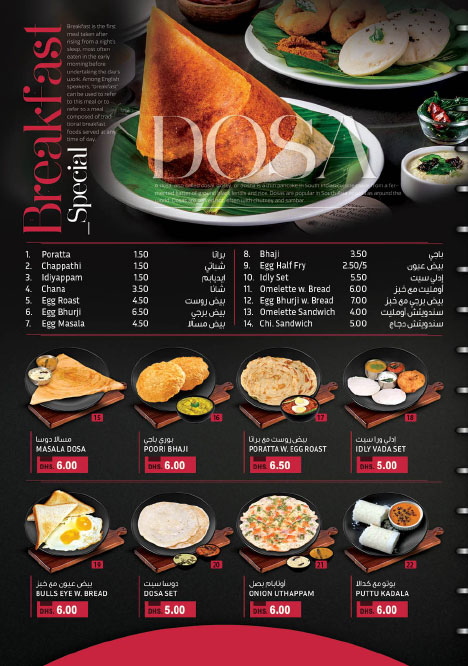 Breakfast
_Special
Breakfast is the first
meal taken after
rising from a night's
sleep, most often
eaten in the early
morning before
undertaking the day's
work. Among English
speakers, "breakfast"
can be used to refer
to this meal or to
refer to a meal
composed of tradi
tional breakfast
foods served at any
time of day.
DOSA
1. Poratta 1.50 براتا
2. Chappathi 1.50 شباتي
3. Idiyappam 1.50 ايديابام
4. Chana 3.50 شانا
5. Egg Roast 4.50 بيض روست
6. Egg Bhurji 6.50 بيض برجي
7. Egg Masala 4.50 بيض مسالا
8. Bhaji 3.50 باجي
9. Egg Half Fry 2.50/5 بيض عيون
10. Idly Set 5.50 إدلي سيت
11. Omelette w. Bread 6.00 أومليت مع خبز
12. Egg Bhurji w. Bread 7.00 بيض برجي مع خبز
13. Omelette Sandwich 4.00 سندويتش أومليت
14. Chi. Sandwich 5.00 سندويتش دجاج
15
16
17
18
مسالا دوسا
MASALA DOSA
DHS. 6.00
بوري باجي
POORI BHAJI
DHS. 6.00
بيض روست مع براتا
PORATTA W. EGG ROAST
DHS. 6.50
إدلي ورا سيت
IDLY VADA SET
DHS. 5.00
19
20
21
22
بيض عيون مع خبز
BULLS EYE W. BREAD
DHS. 6.00
دوسا سيت
DOSA SET
DHS. 5.00
اوتابام بصل
ONION UTHAPPAM
DHS. 6.00
بوتو مع كدالا
PUTTU KADALA
DHS. 6.00